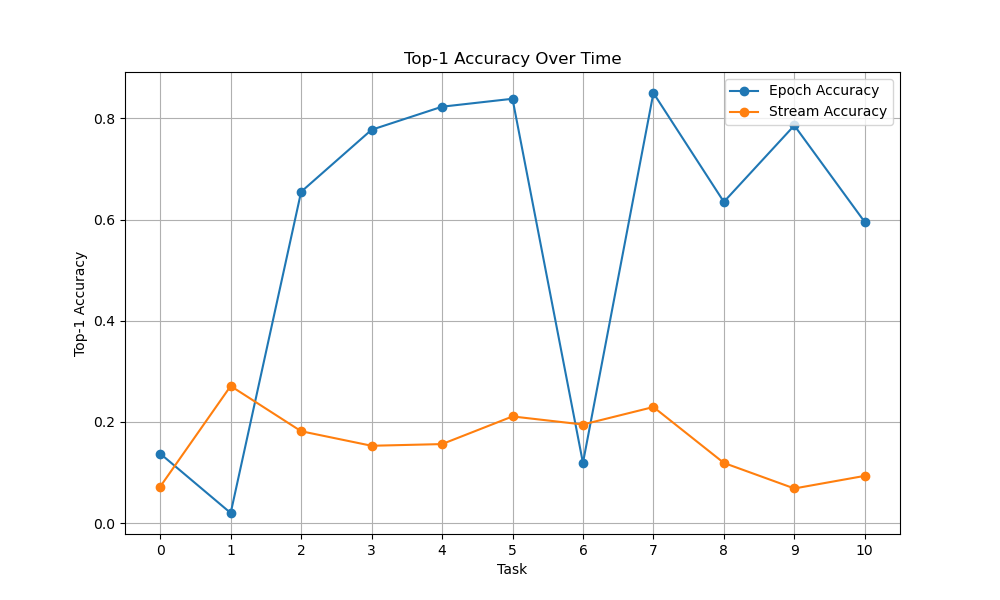 Top-1 Accuracy Over Time
Epoch Accuracy
Stream Accuracy
Top-1 Accuracy
0.8
0.6
0.4
0.2
0.0
0 1 2 3 4 5 6 7 8 9 10
Task